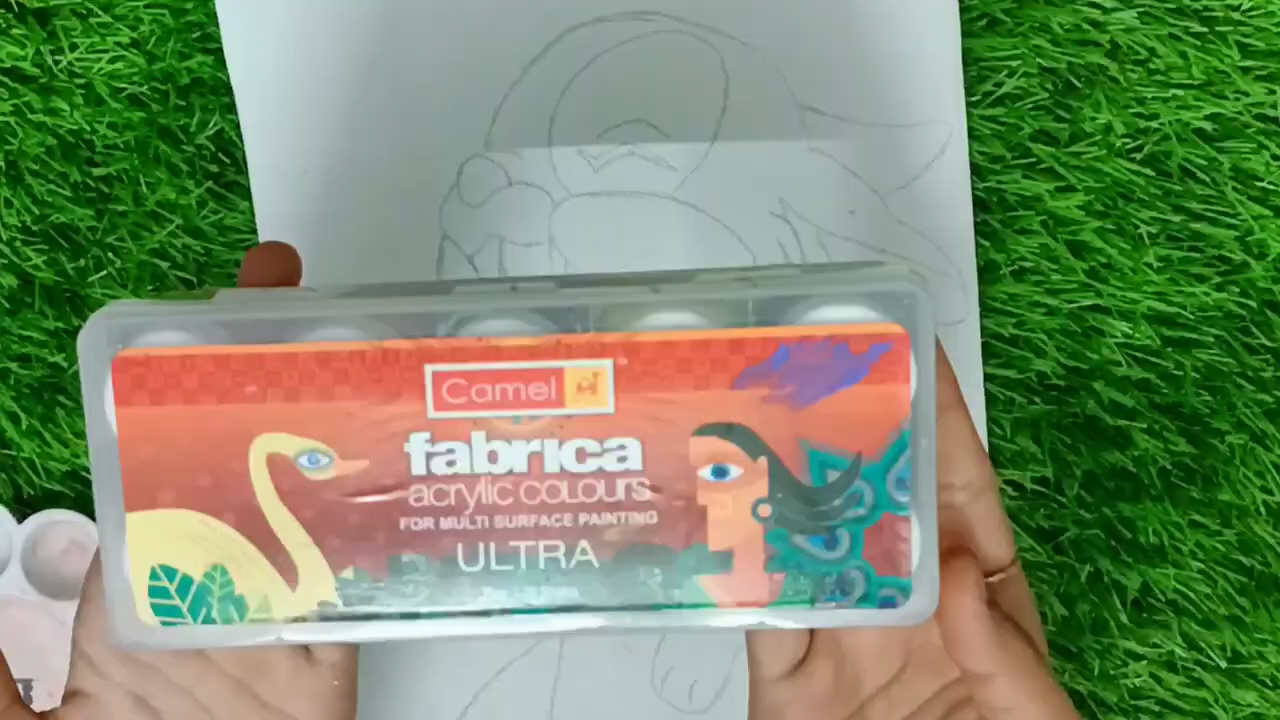 Camel
fabrica
acrylic colours
FOR MULTI SURFACE PAINTING
ULTRA